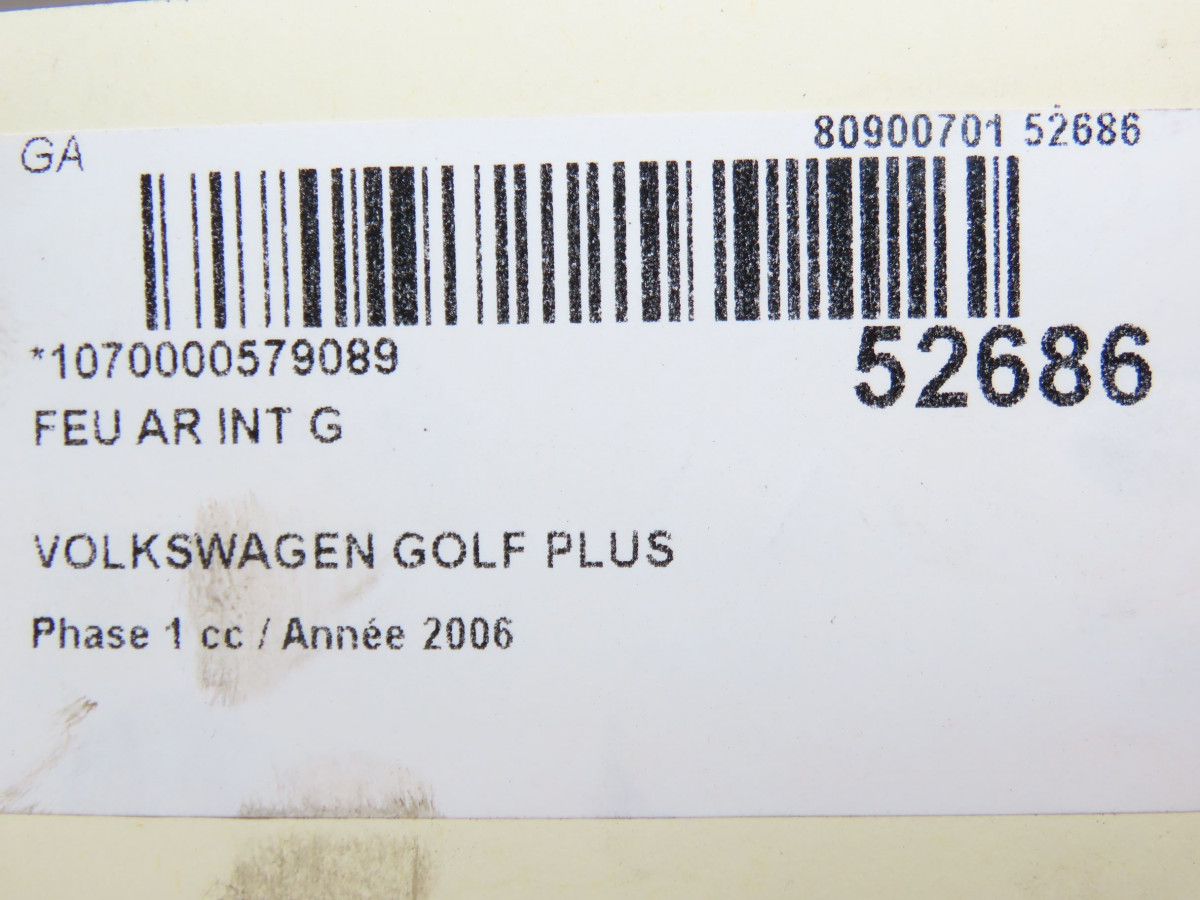 GA
80900701 52686
*1070000579089
52686
FEU AR INT G
VOLKSWAGEN GOLF PLUS
Phase 1 cc / Année 2006